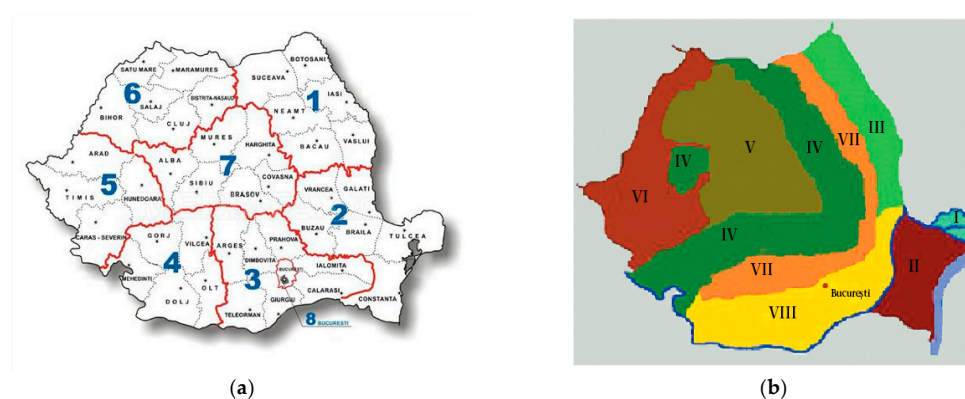 BOTOSANI
SATU MARE
MARAMURES
SUCEAVA
6
1
IASI
BISTRITA-NASAUD
SALAJ
NEAMT
BIHOR
CLUJ
MURES
VASLUI
BACAU
HARGHITA
ARAD
ALBA
7
5
SIBIU
COVASNA
VRANCEA
GALATI
TIMIS
HUNEDOARA
BRASOV
2
CARAS - SEVERIN
GORJ
VILCEA
ARGES
PRAHOVA
BUZAU
BRAILA
TULCEA
4
DIMBOVITA
MEHEDINTI
3
BUCURESTI
IALOMITA
OLT
DOLJ
CALARASI
GIURGIU
CONSTANTA
TELEORMAN
8 BUCURESTI
(a)
III
VII
V
IV
IV
VI
I
IV
II
VII
București
VIII
(b)